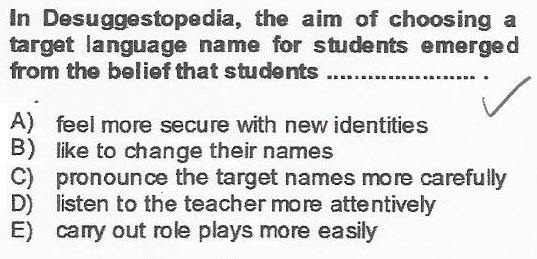 In Desuggestopedia, the aim of choosing a
target language name for students emerged
from the belief that students ........................ .
A) feel more secure with new identities
B) like to change their names
C) pronounce the target names more carefully
D) listen to the teacher more attentively
E) carry out role plays more easily